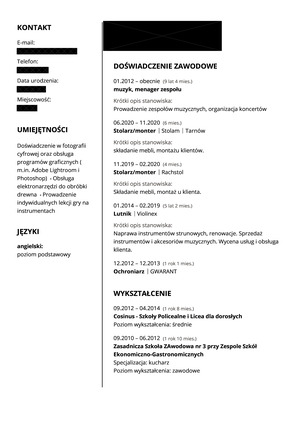 KONTAKT
E-mail:
Telefon:
Data urodzenia:
Miejscowość:
UMIEJĘTNOŚCI
Doświadczenie w fotografii
cyfrowej oraz obsługa
programów graficznych (
m.in. Adobe Lightroom i
Photoshop) • Obsługa
elektronarzędzi do obróbki
drewna • Prowadzenie
indywidualnych lekcji gry na
instrumentach
JĘZYKI
angielski:
poziom podstawowy
DOŚWIADCZENIE ZAWODOWE
01.2012 – obecnie (9 lat 4 mies.)
muzyk, menager zespołu
Krótki opis stanowiska:
Prowadzenie zespołów muzycznych, organizacja koncertów
06.2020 – 11.2020 (6 mies.)
Stolarz/monter | Stolam | Tarnów
Krótki opis stanowiska:
składanie mebli, montażu klientów.
11.2019 – 02.2020 (4 mies.)
Stolarz/monter | Rachstol
Krótki opis stanowiska:
Składanie mebli, montaż u klienta.
01.2014 – 02.2019 (5 lat 2 mies.)
Lutnik | Violinex
Krótki opis stanowiska:
Naprawa instrumentów strunowych, renowacje. Sprzedaż
instrumentów i akcesoriów muzycznych. Wycena usług i obsługa
klienta.
12.2012 – 12.2013 (1 rok 1 mies.)
Ochroniarz | GWARANT
WYKSZTAŁCENIE
09.2012 – 04.2014 (1 rok 8 mies.)
Cosinus - Szkoły Policealne i Licea dla dorosłych
Poziom wykształcenia: średnie
09.2010 – 06.2012 (1 rok 10 mies.)
Zasadnicza Szkoła ZAwodowa nr 3 przy Zespole Szkół
Ekonomiczno-Gastronomicznych
Specjalizacja: kucharz
Poziom wykształcenia: zawodowe